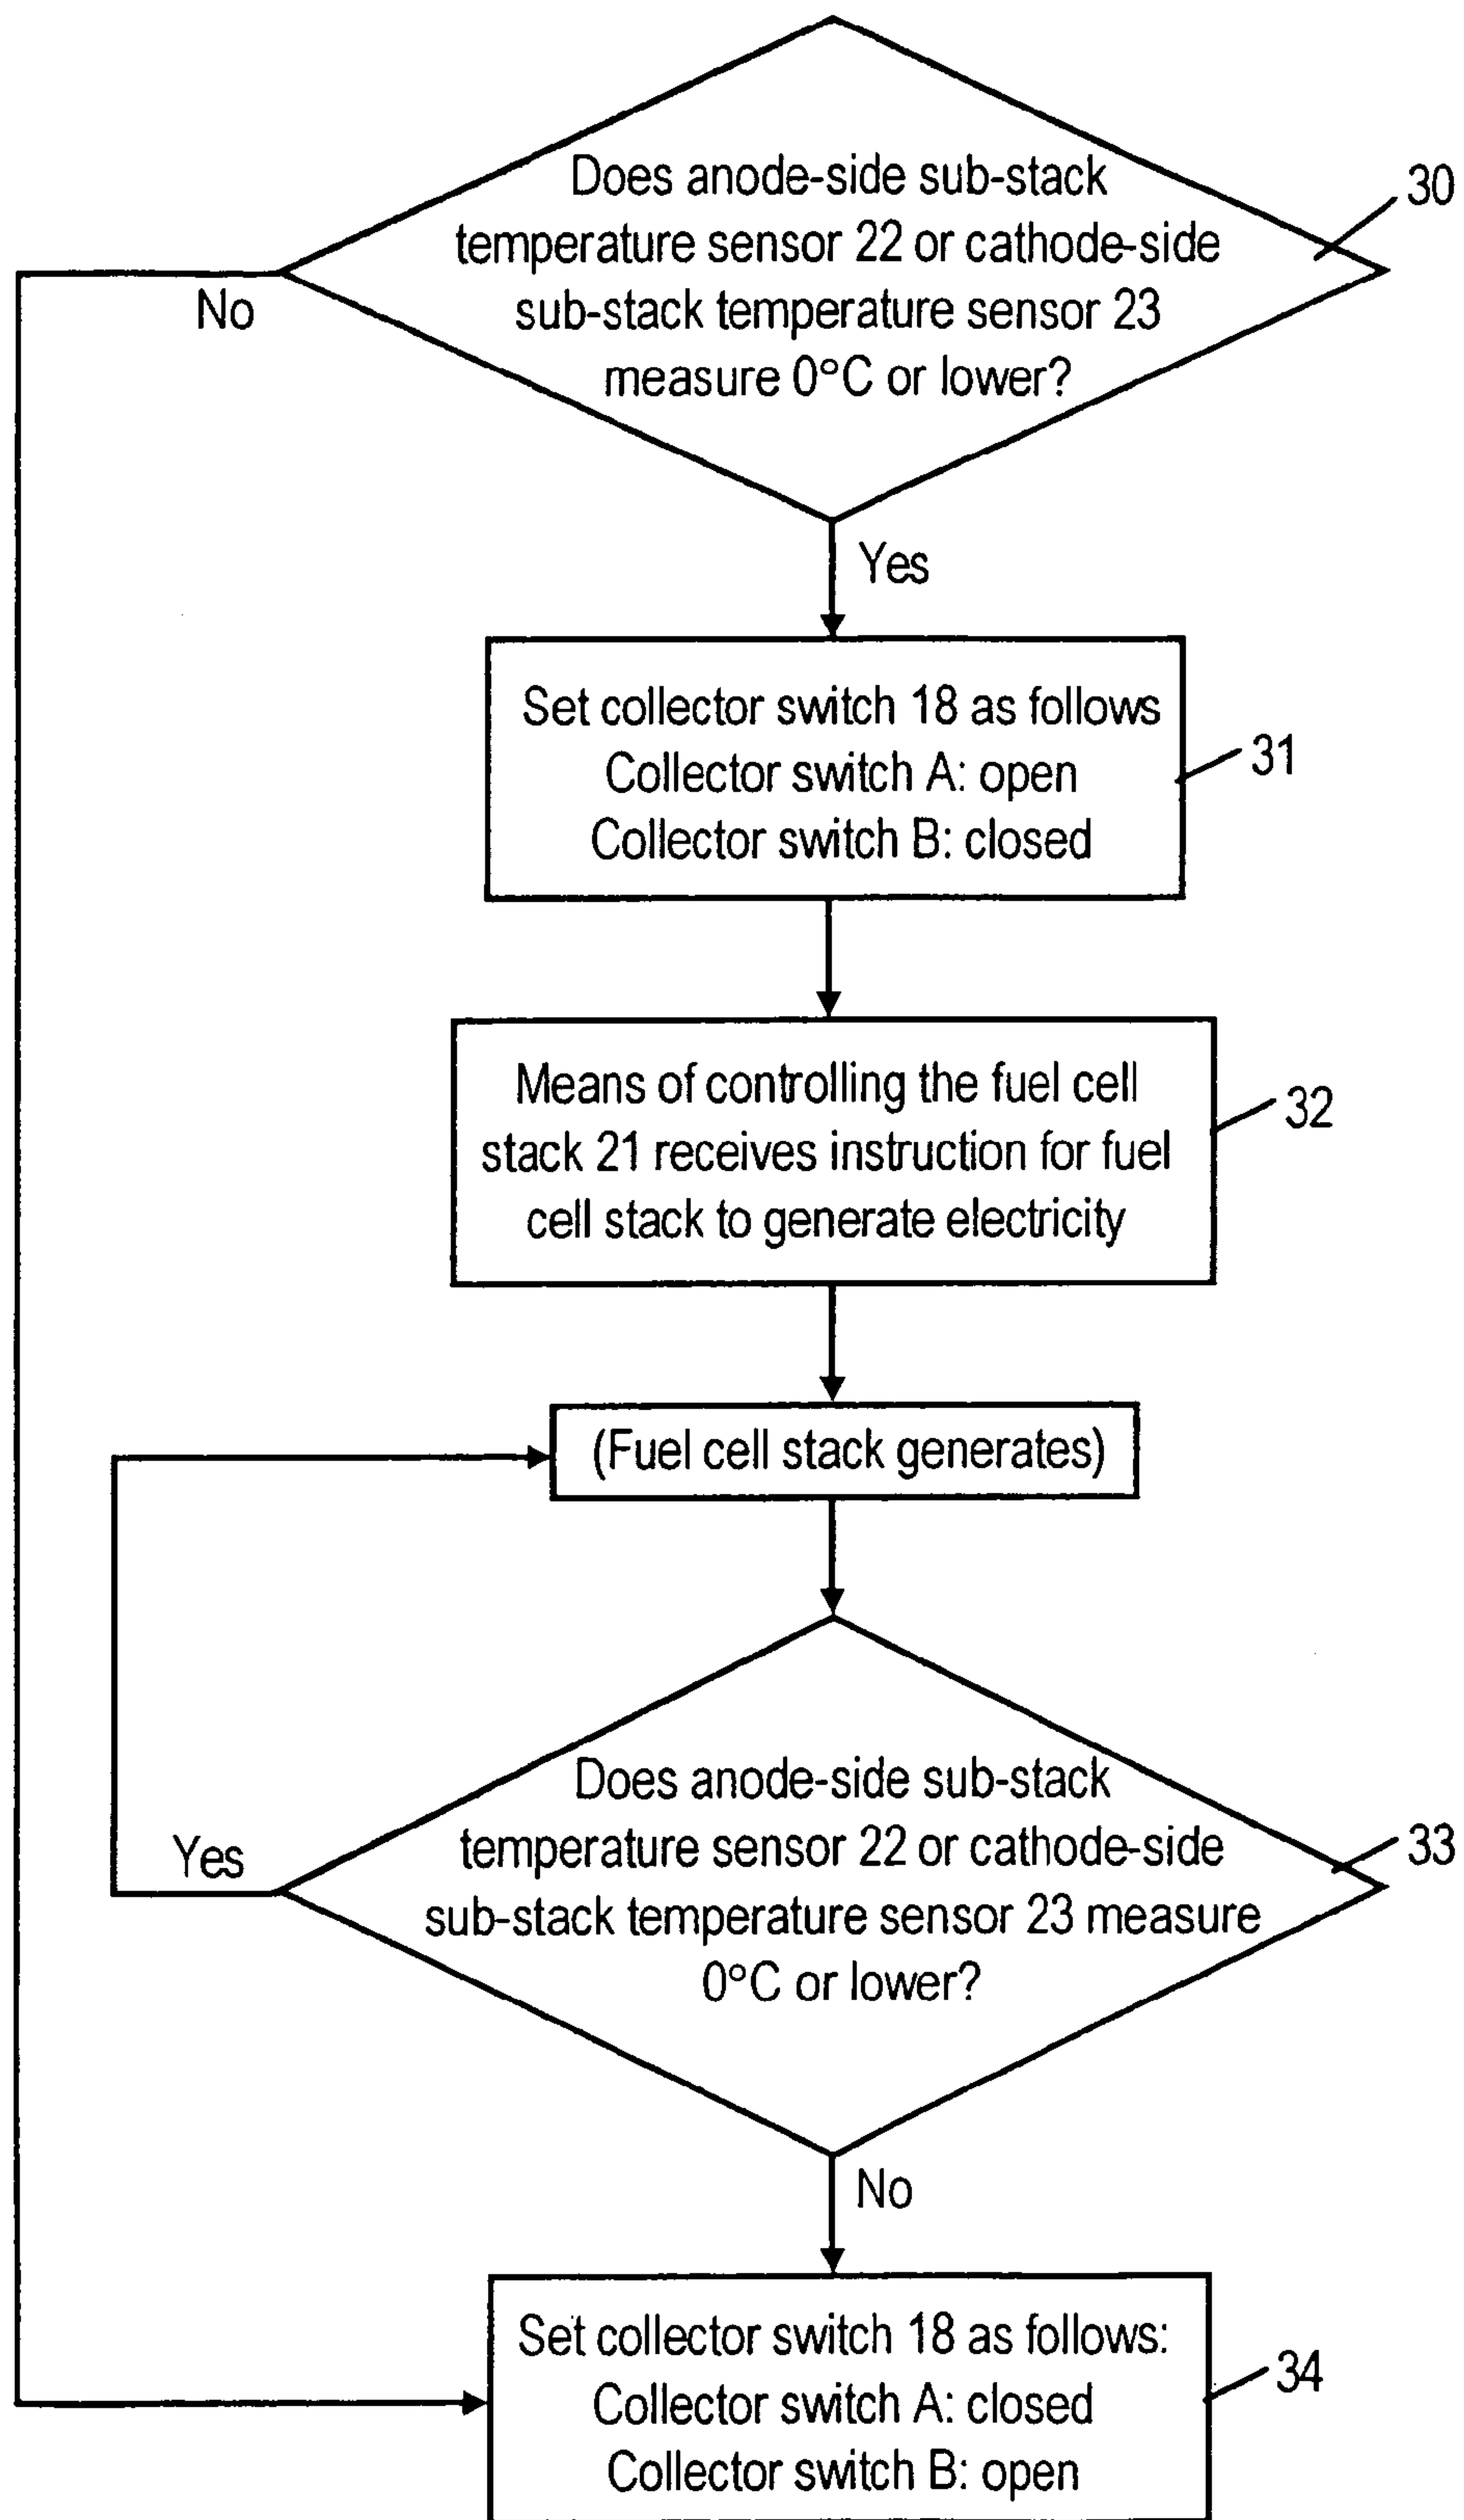 Does anode-side sub-stack
temperature sensor 22 or cathode-side
sub-stack temperature sensor 23
measure 0°C or lower?
30
No
Yes
Set collector switch 18 as follows
Collector switch A: open
Collector switch B: closed
31
Means of controlling the fuel cell
stack 21 receives instruction for fuel
cell stack to generate electricity
32
(Fuel cell stack generates)
Does anode-side sub-stack
temperature sensor 22 or cathode-side
sub-stack temperature sensor 23 measure
0°C or lower?
33
Yes
No
Set collector switch 18 as follows:
Collector switch A: closed
Collector switch B: open
34